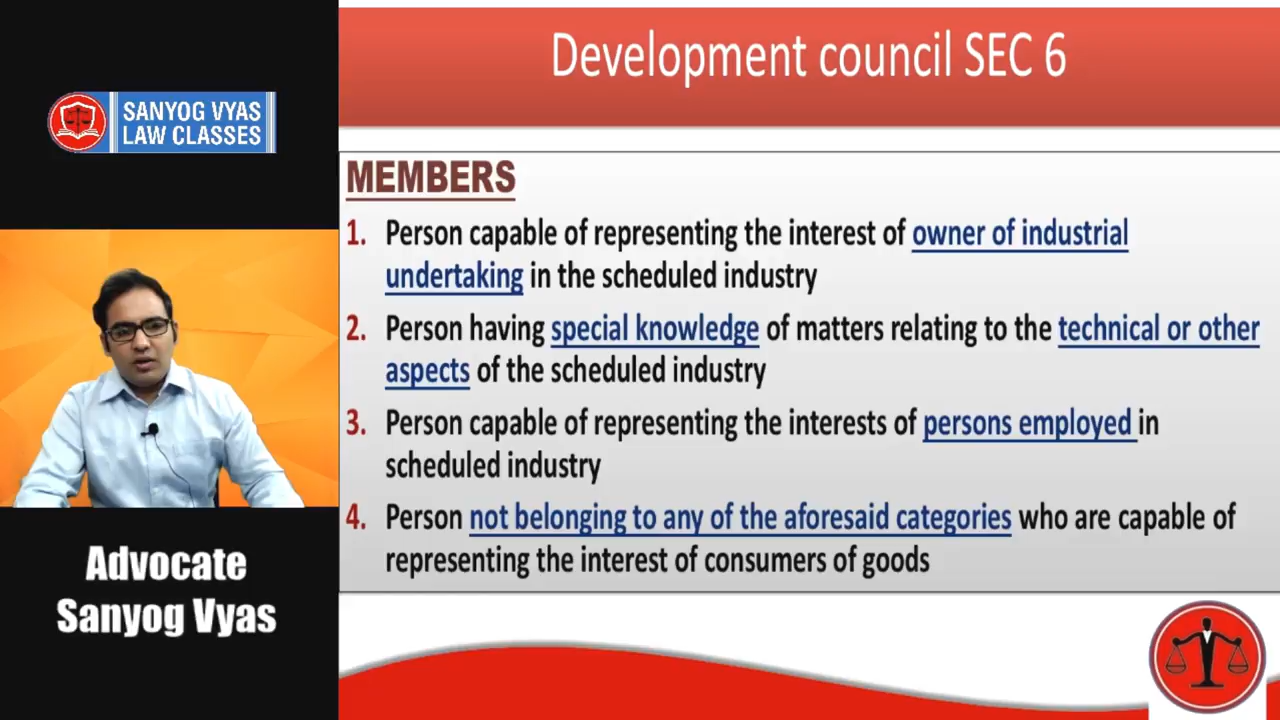 Development council SEC 6
SANYOG VYAS
LAW CLASSES
MEMBERS
1. Person capable of representing the interest of owner of industrial
undertaking in the scheduled industry
2. Person having special knowledge of matters relating to the technical or other
aspects of the scheduled industry
3. Person capable of representing the interests of persons employed in
scheduled industry
4. Person not belonging to any of the aforesaid categories who are capable of
representing the interest of consumers of goods
Advocate
Sanyog Vyas